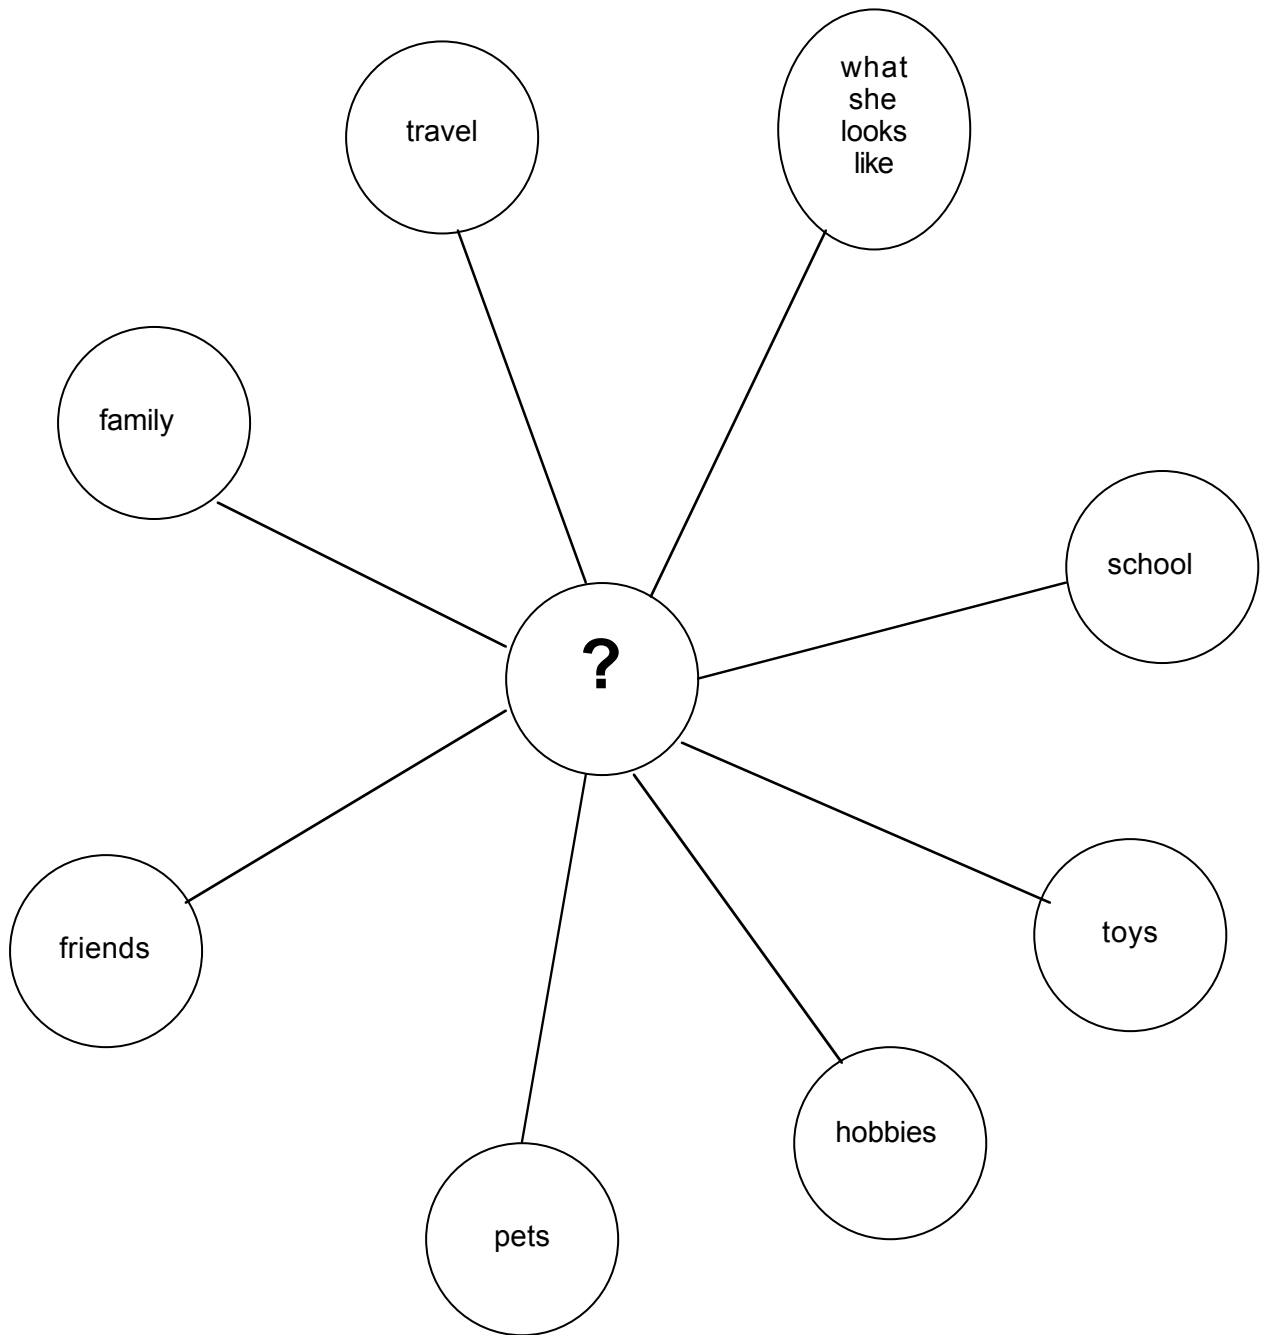 what
she
looks
like
travel
family
school
?
toys
friends
hobbies
pets